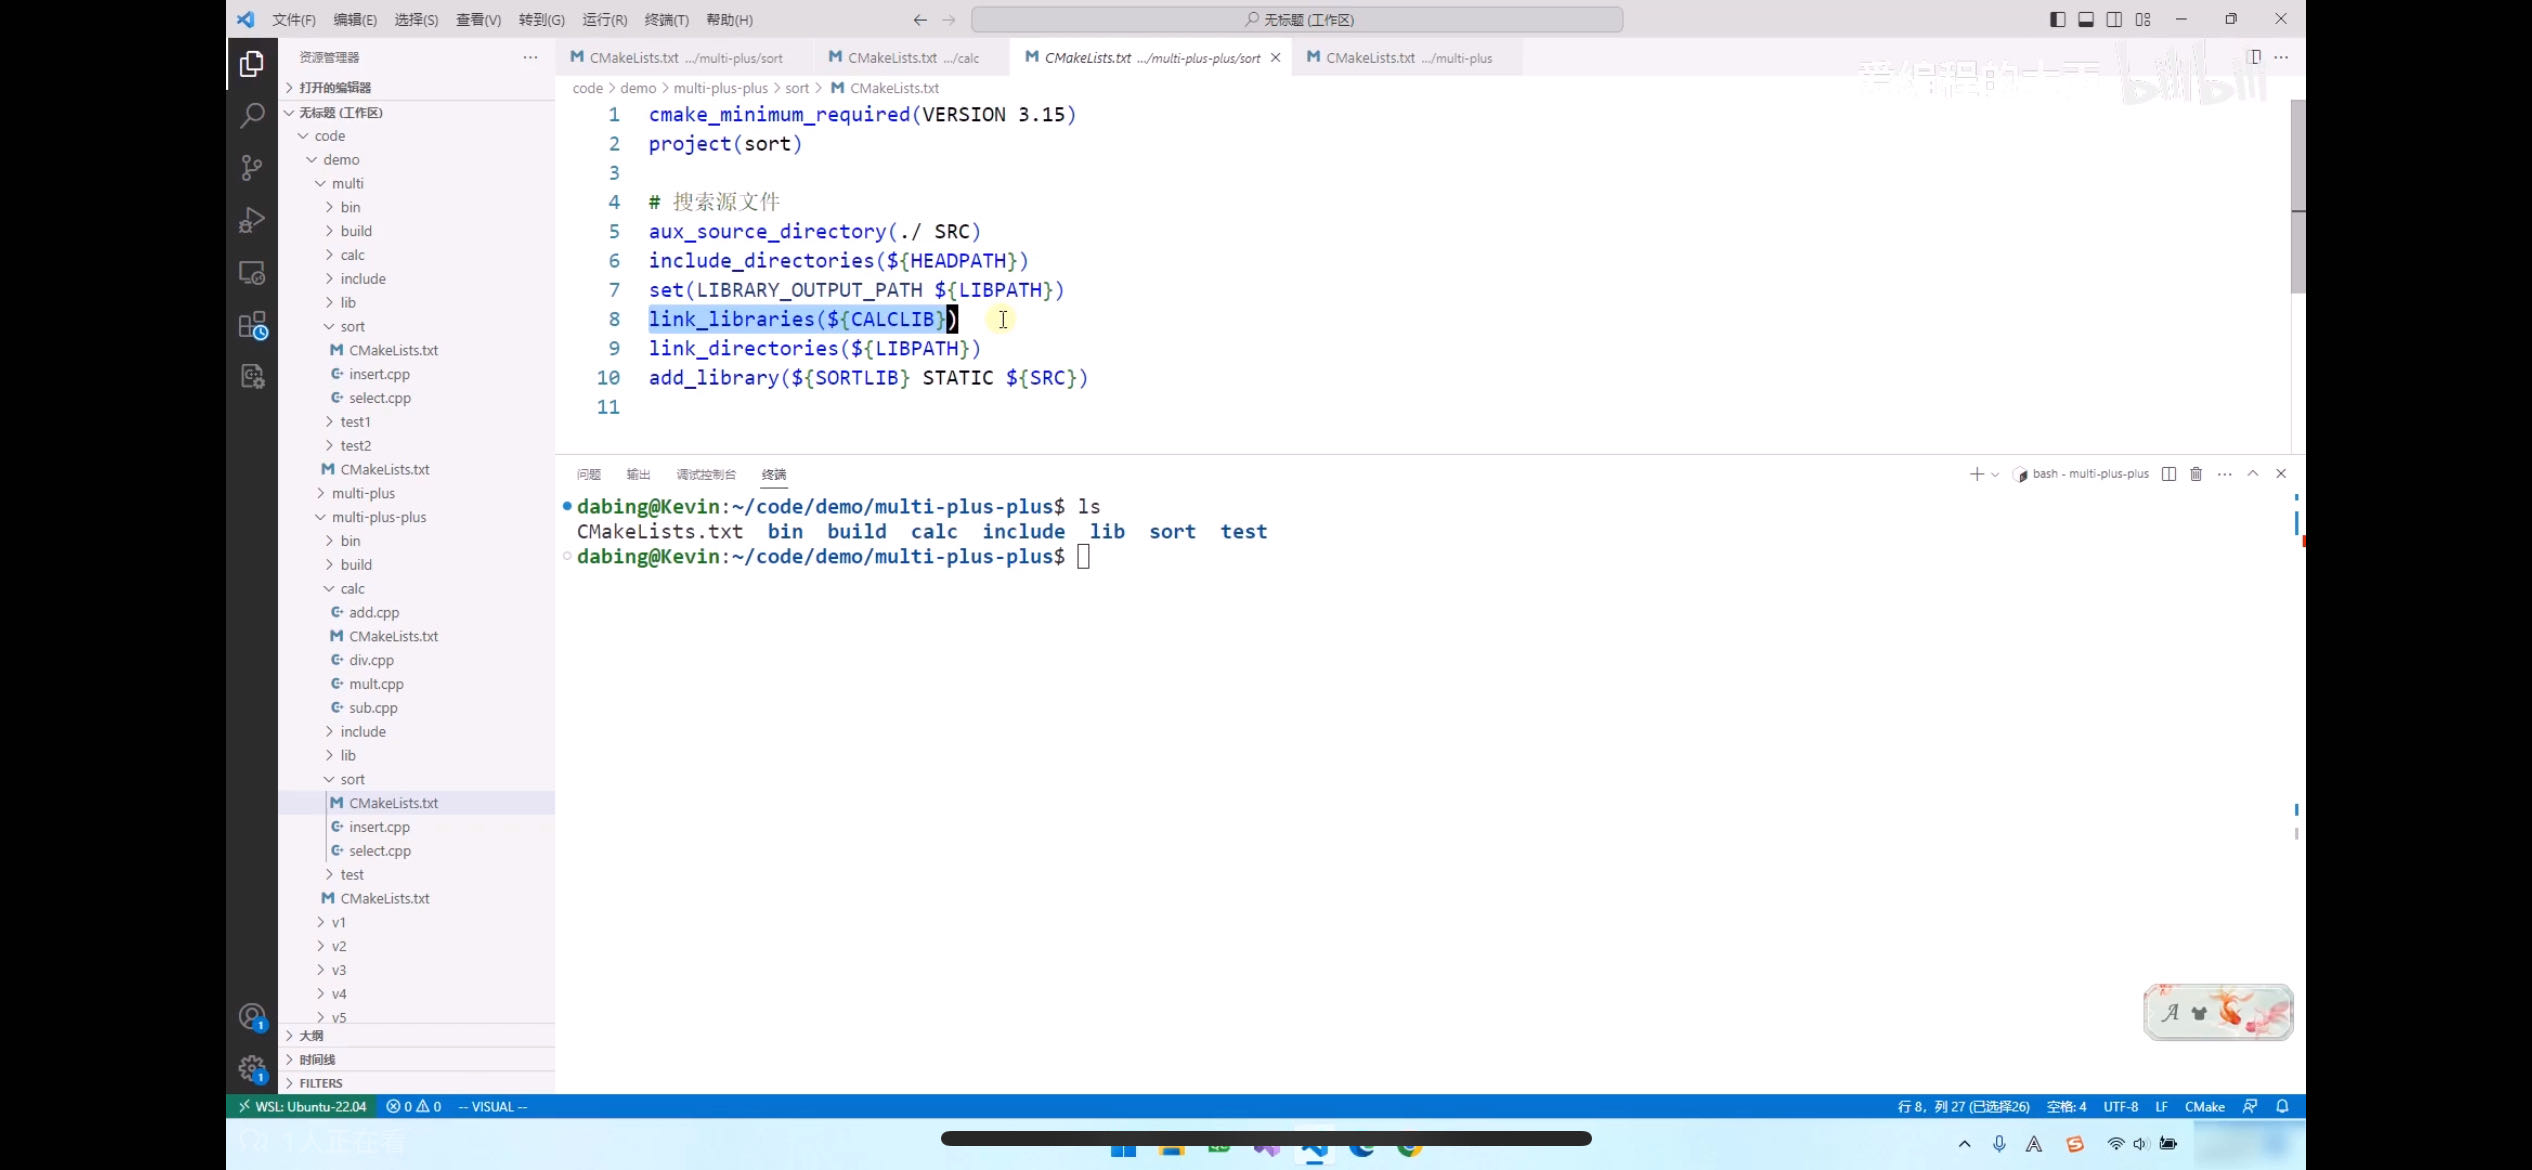 文件(F) 编辑(E) 选择(S) 查看(V) 转到(G) 运行(R) 终端(T) 帮助(H)
无标题 (工作区)
资源管理器
打开的编辑器
无标题 (工作区)
code
demo
multi
bin
build
calc
include
lib
sort
CMakeLists.txt
insert.cpp
select.cpp
test1
test2
CMakeLists.txt
multi-plus
multi-plus-plus
bin
build
calc
add.cpp
CMakeLists.txt
div.cpp
mult.cpp
sub.cpp
include
lib
sort
CMakeLists.txt
insert.cpp
select.cpp
test
CMakeLists.txt
v1
v2
v3
v4
v5
大纲
时间线
FILTERS
CMakeLists.txt .../multi-plus/sort
CMakeLists.txt .../calc
CMakeLists.txt .../multi-plus-plus/sort
CMakeLists.txt .../multi-plus
bilibili
code > demo > multi-plus-plus > sort > CMakeLists.txt
1 cmake_minimum_required(VERSION 3.15)
2 project(sort)
3
4 # 搜索源文件
5 aux_source_directory(./ SRC)
6 include_directories(${HEADPATH})
7 set(LIBRARY_OUTPUT_PATH ${LIBPATH})
8 link_libraries(${CALCLIB})
9 link_directories(${LIBPATH})
10 add_library(${SORTLIB} STATIC ${SRC})
11
问题 输出 调试控制台 终端
bash - multi-plus-plus
dabing@Kevin:~/code/demo/multi-plus-plus$ ls
CMakeLists.txt bin build calc include lib sort test
dabing@Kevin:~/code/demo/multi-plus-plus$
WSL: Ubuntu-22.04 0 0 -- VISUAL --
行 8，列 27 (已选择26) 空格: 4 UTF-8 LF CMake
1人正在看